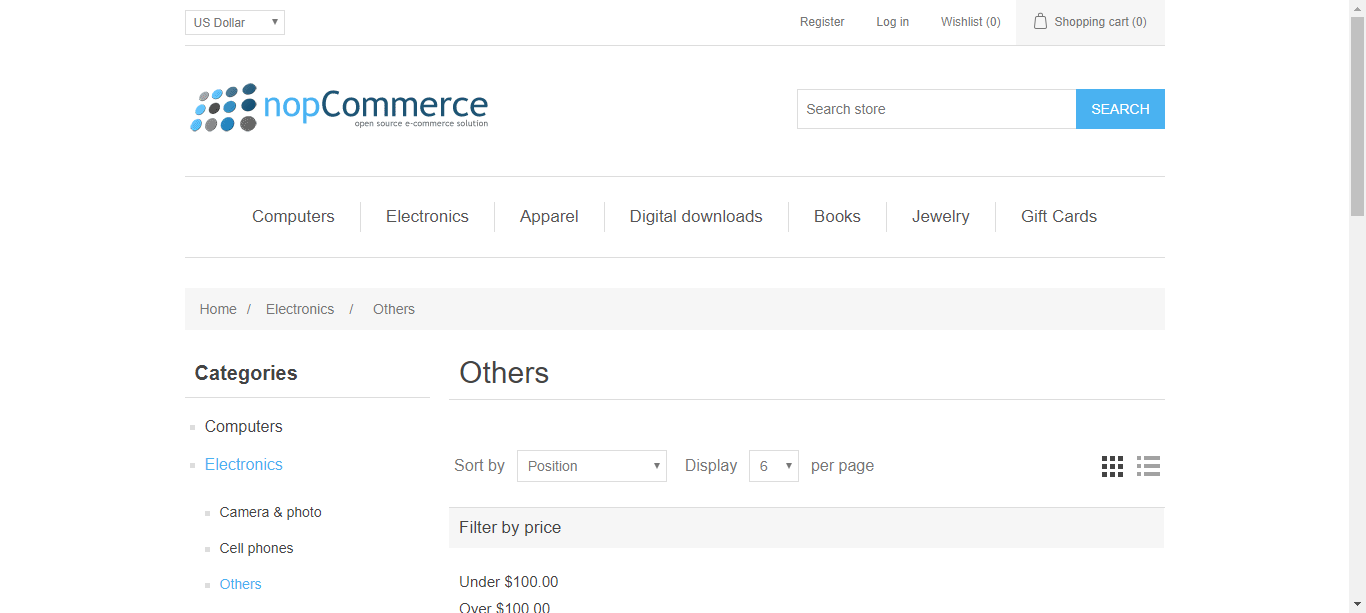 US Dollar
Register
Log in
Wishlist (0)
Shopping cart (0)
nopCommerce
open source e-commerce solution
Search store
SEARCH
Computers
Electronics
Apparel
Digital downloads
Books
Jewelry
Gift Cards
Home / Electronics / Others
Categories
Computers
Electronics
Camera & photo
Cell phones
Others
Others
Sort by Position Display 6 per page
Filter by price
Under $100.00
Over $100.00